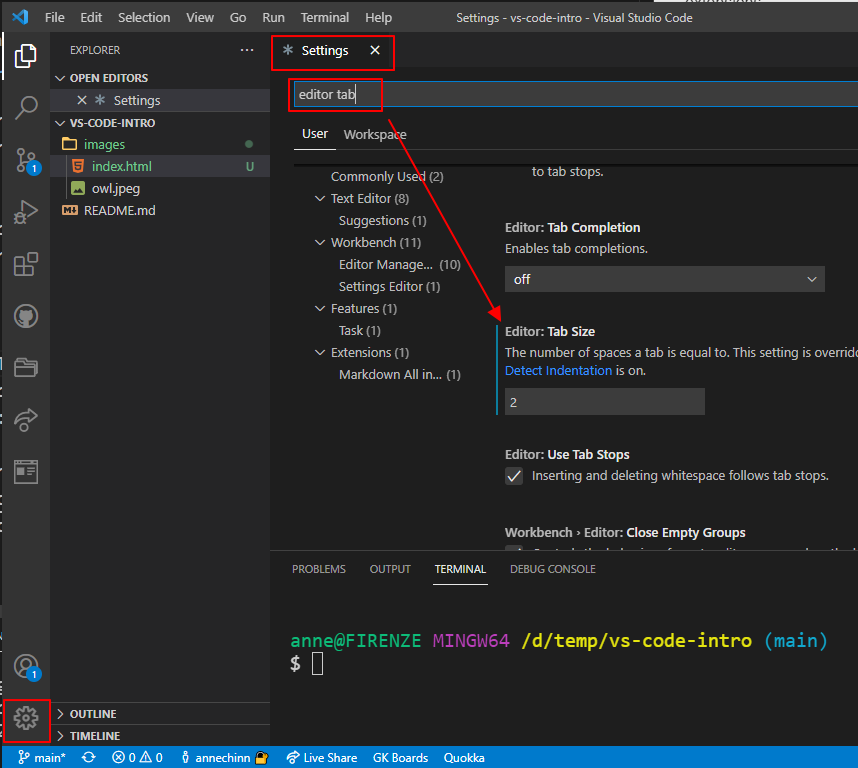 File Edit Selection View Go Run Terminal Help Settings - vs-code-intro - Visual Studio Code
EXPLORER ···
Settings
OPEN EDITORS
Settings
editor tab
VS-CODE-INTRO
images
User Workspace
index.html U
owl.jpeg
README.md
Commonly Used (2)
Text Editor (8)
Suggestions (1)
Workbench (11)
Editor Manage... (10)
Settings Editor (1)
Features (1)
Task (1)
Extensions (1)
Markdown All in... (1)
to tab stops.
Editor: Tab Completion
Enables tab completions.
off
Editor: Tab Size
The number of spaces a tab is equal to. This setting is
Detect Indentation is on.
2
Editor: Use Tab Stops
Inserting and deleting whitespace follows tab stops.
Workbench › Editor: Close Empty Groups
PROBLEMS OUTPUT TERMINAL DEBUG CONSOLE
anne@FIRENZE MINGW64 /d/temp/vs-code-intro (main)
$
1
1
OUTLINE
TIMELINE
main* 0 0 annechinn Live Share GK Boards Quokka